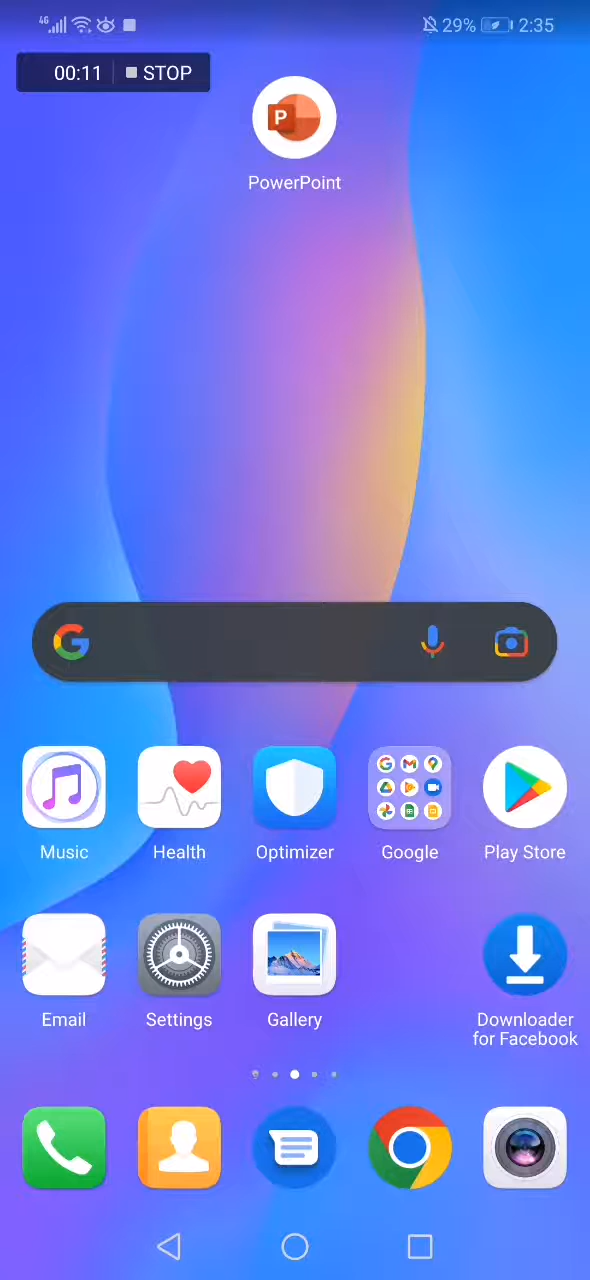 4G
29%
2:35
00:11
STOP
P
PowerPoint
Music
Health
Optimizer
Google
Play Store
Email
Settings
Gallery
Downloader
for Facebook